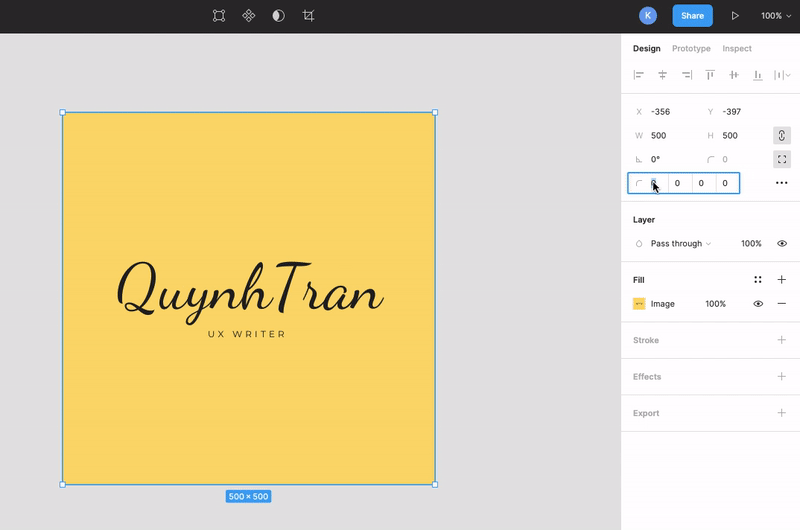 K
Share
100%
Design Prototype Inspect
X -356 Y -397
W 500 H 500
0° 0
0 0 0
Layer
Pass through 100%
Fill
Image 100%
Stroke
Effects
Export
QuynhTran
UX WRITER
500 × 500